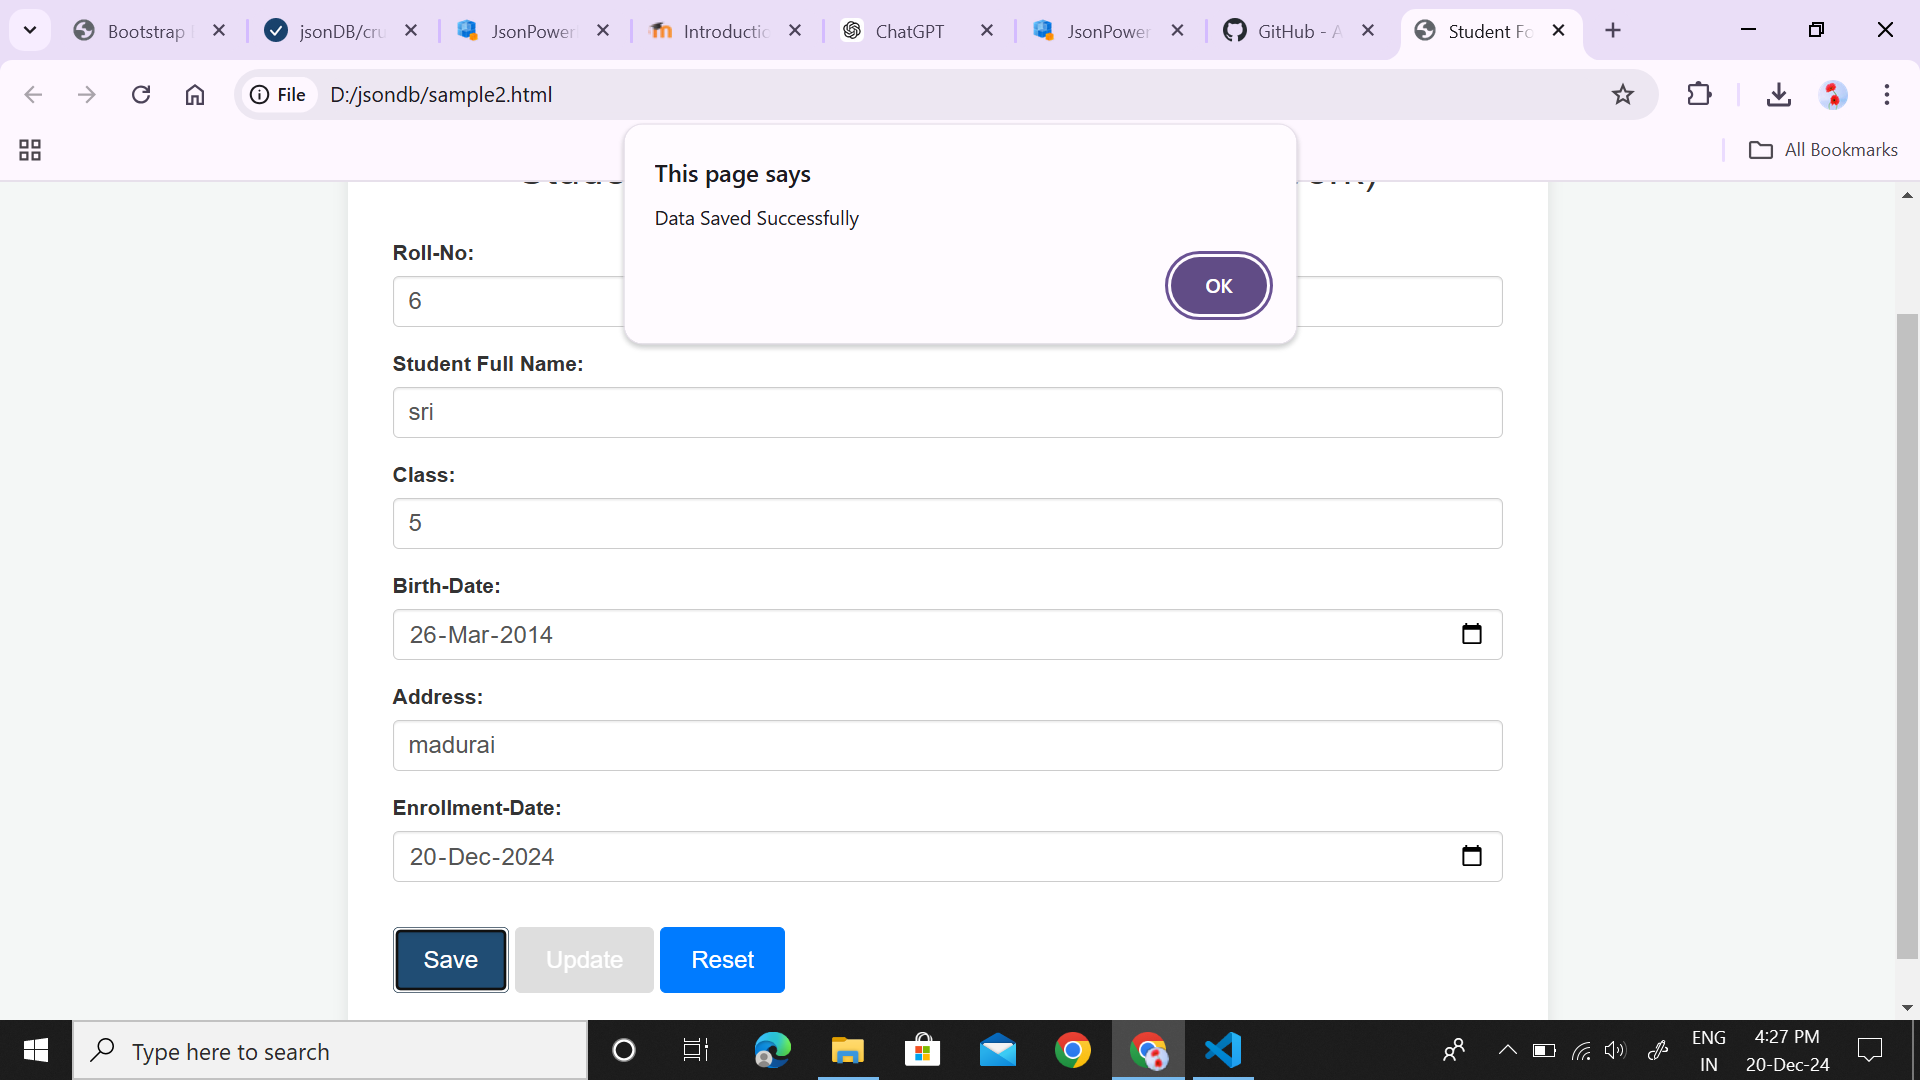 Bootstrap
jsonDB/cru
JsonPower
Introductio
ChatGPT
JsonPower
GitHub - A
Student Fo
File
D:/jsondb/sample2.html
All Bookmarks
This page says
Data Saved Successfully
OK
Roll-No:
6
Student Full Name:
sri
Class:
5
Birth-Date:
26-Mar-2014
Address:
madurai
Enrollment-Date:
20-Dec-2024
Save
Update
Reset
Type here to search
ENG
IN
4:27 PM
20-Dec-24